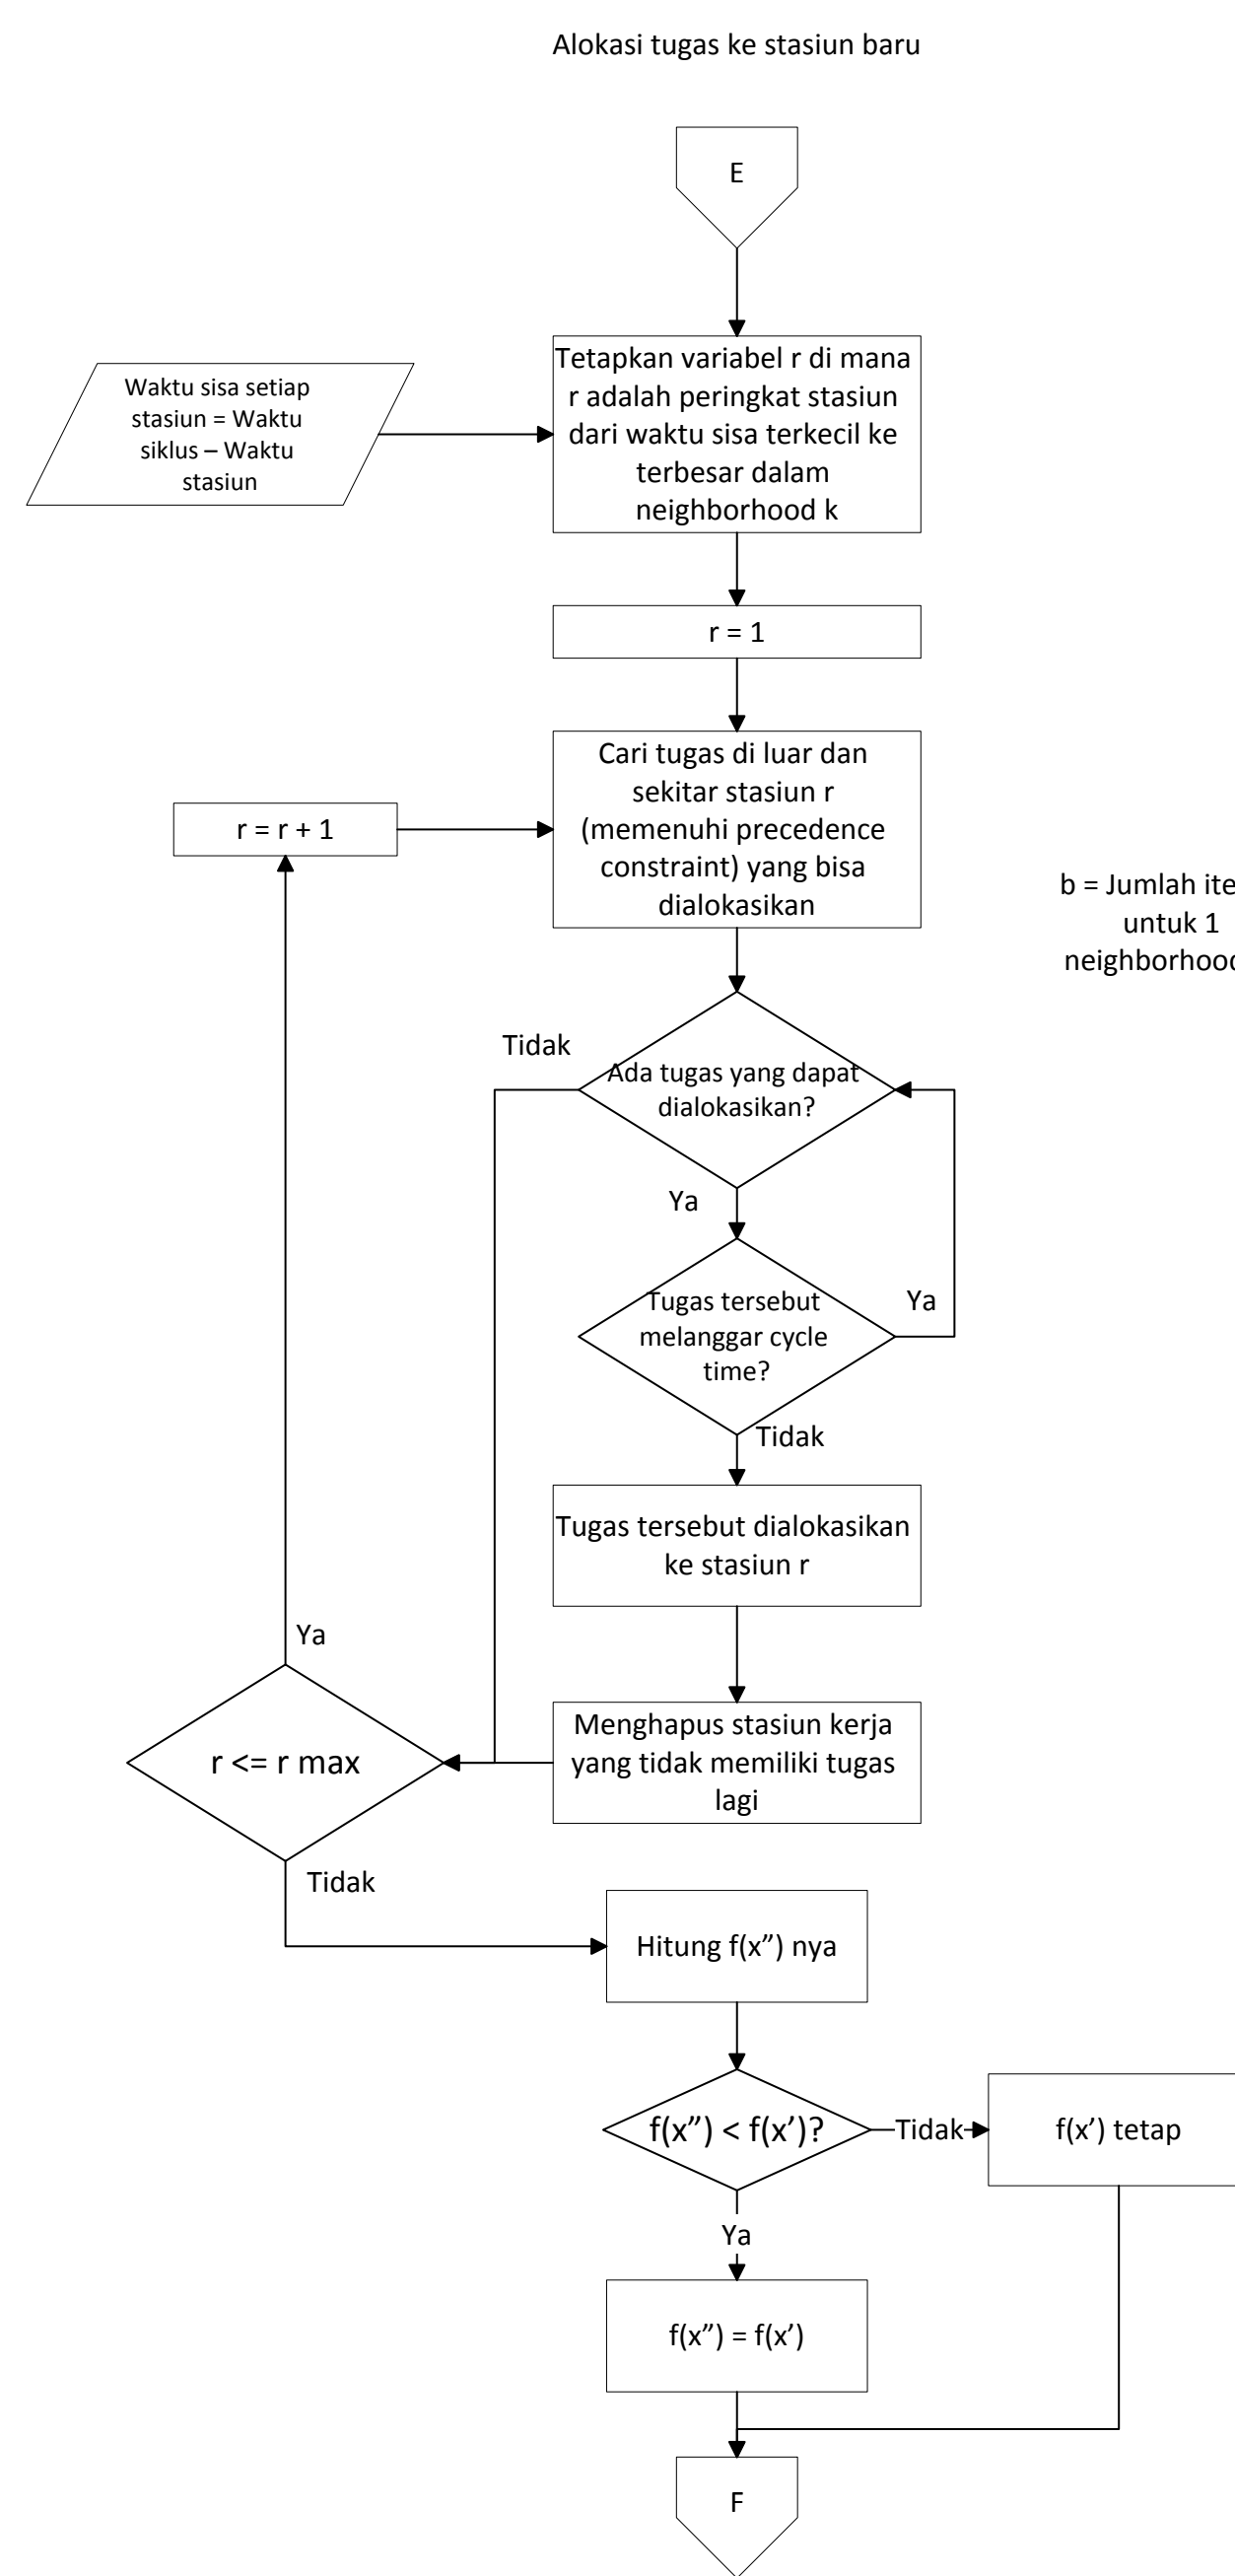 Alokasi tugas ke stasiun baru
E
Waktu sisa setiap
stasiun = Waktu
siklus – Waktu
stasiun
Tetapkan variabel r di mana
r adalah peringkat stasiun
dari waktu sisa terkecil ke
terbesar dalam
neighborhood k
r = 1
r = r + 1
Cari tugas di luar dan
sekitar stasiun r
(memenuhi precedence
constraint) yang bisa
dialokasikan
b = Jumlah
untuk 1
Tidak
Ada tugas yang dapat
dialokasikan?
Ya
Tugas tersebut
melanggar cycle
time?
Ya
Tidak
Tugas tersebut dialokasikan
ke stasiun r
Ya
r <= r max
Menghapus stasiun kerja
yang tidak memiliki tugas
lagi
Tidak
Hitung f(x”) nya
f(x”) < f(x’)?
Tidak
f(x’) tetap
Ya
f(x”) = f(x’)
F